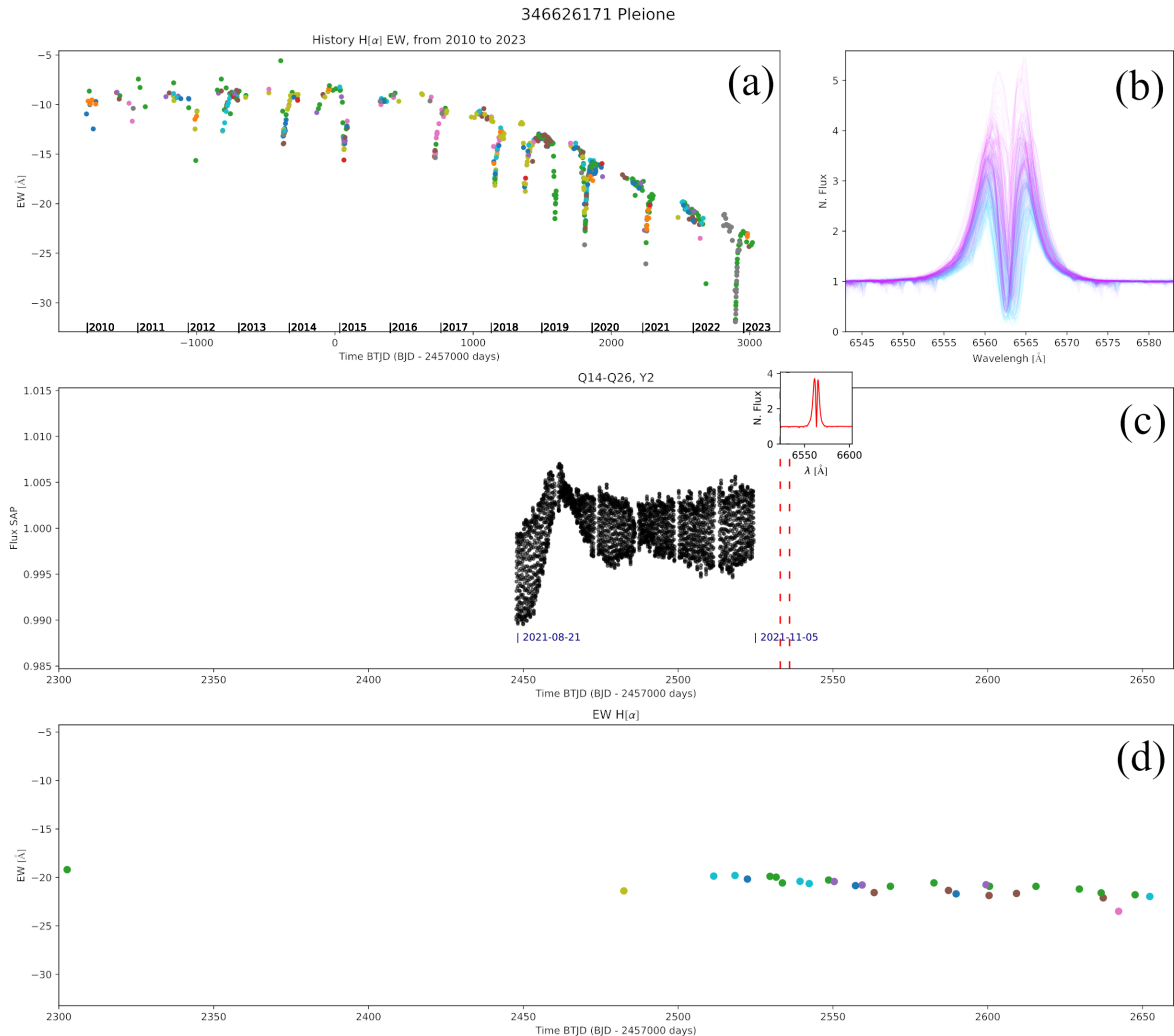 346626171 Pleione
History H[α] EW, from 2010 to 2023
(a)
EW [Å]
−5
−10
−15
−20
−25
−30
|2010 |2011 |2012 |2013 |2014 |2015 |2016 |2017 |2018 |2019 |2020 |2021 |2022 |2023
−1000 0 1000 2000 3000
Time BTJD (BJD - 2457000 days)
(b)
N. Flux
5
4
3
2
1
0
6545 6550 6555 6560 6565 6570 6575 6580
Wavelengh [Å]
Q14-Q26, Y2
(c)
Flux SAP
1.015
1.010
1.005
1.000
0.995
0.990
0.985
N. Flux
4
2
0
6560 6600
λ [Å]
| 2021-08-21
| 2021-11-05
2300 2350 2400 2450 2500 2550 2600 2650
Time BTJD (BJD - 2457000 days)
EW H[α]
(d)
EW [Å]
−5
−10
−15
−20
−25
−30
2300 2350 2400 2450 2500 2550 2600 2650
Time BTJD (BJD - 2457000 days)